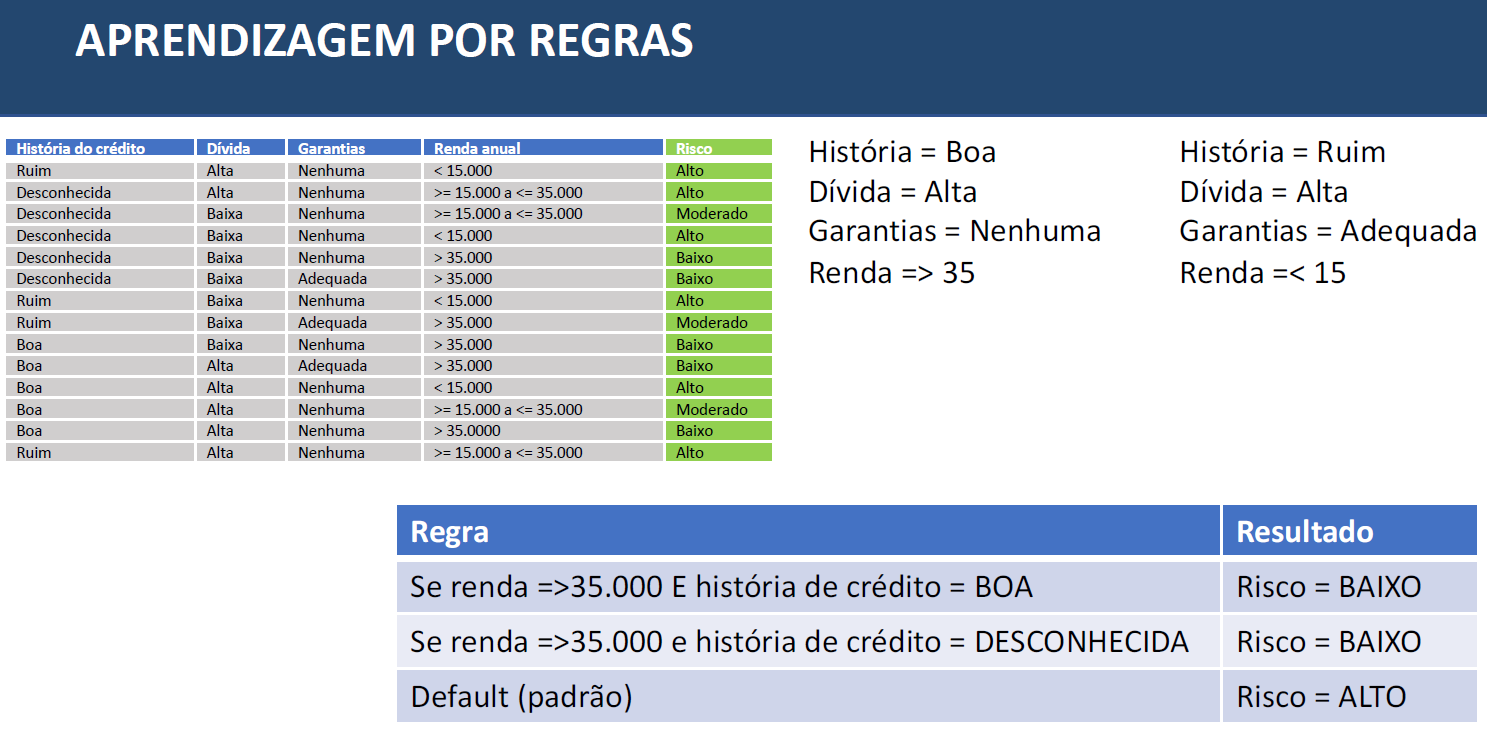 APRENDIZAGEM POR REGRAS
História do crédito Dívida Garantias Renda anual Risco
Ruim Alta Nenhuma < 15.000 Alto
Desconhecida Alta Nenhuma >= 15.000 a <= 35.000 Alto
Desconhecida Baixa Nenhuma >= 15.000 a <= 35.000 Moderado
Desconhecida Baixa Nenhuma < 15.000 Alto
Desconhecida Baixa Nenhuma > 35.000 Baixo
Desconhecida Baixa Adequada > 35.000 Baixo
Ruim Baixa Nenhuma < 15.000 Alto
Ruim Baixa Adequada > 35.000 Moderado
Boa Baixa Nenhuma > 35.000 Baixo
Boa Alta Adequada > 35.000 Baixo
Boa Alta Nenhuma < 15.000 Alto
Boa Alta Nenhuma >= 15.000 a <= 35.000 Moderado
Boa Alta Nenhuma > 35.0000 Baixo
Ruim Alta Nenhuma >= 15.000 a <= 35.000 Alto
História = Boa
Dívida = Alta
Garantias = Nenhuma
Renda => 35
História = Ruim
Dívida = Alta
Garantias = Adequada
Renda =< 15
Regra Resultado
Se renda =>35.000 E história de crédito = BOA Risco = BAIXO
Se renda =>35.000 e história de crédito = DESCONHECIDA Risco = BAIXO
Default (padrão) Risco = ALTO